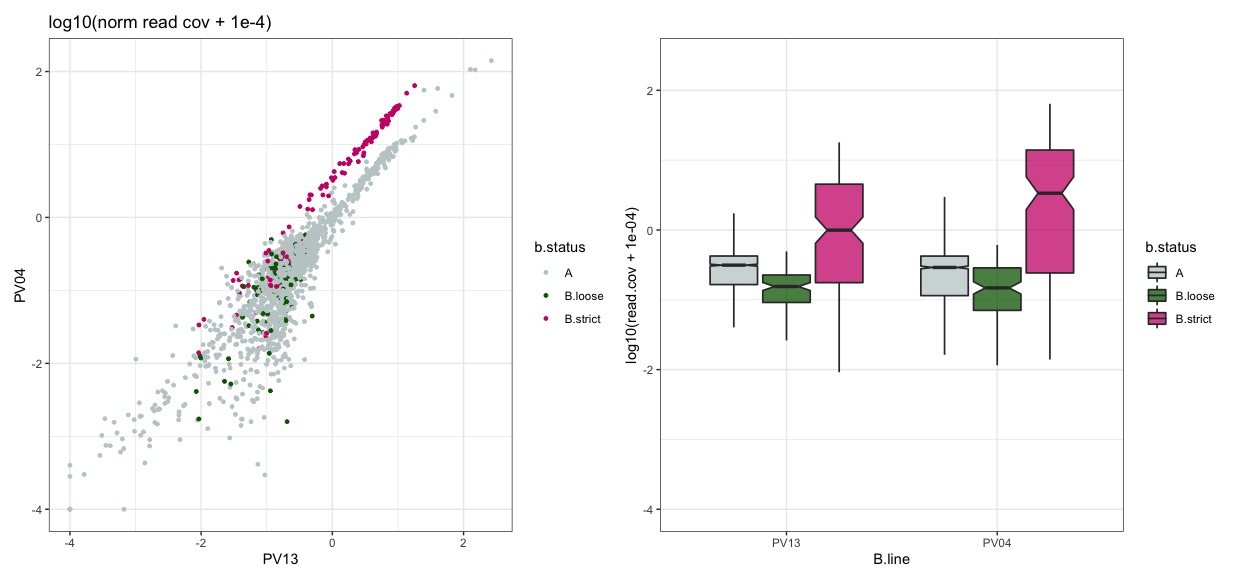 log10(norm read cov + 1e-4)
PV04
2
0
-2
-4
-4
-2
0
2
PV13
b.status
A
B.loose
B.strict
log10(read.cov + 1e-04)
2
0
-2
-4
PV13
PV04
B.line
b.status
A
B.loose
B.strict